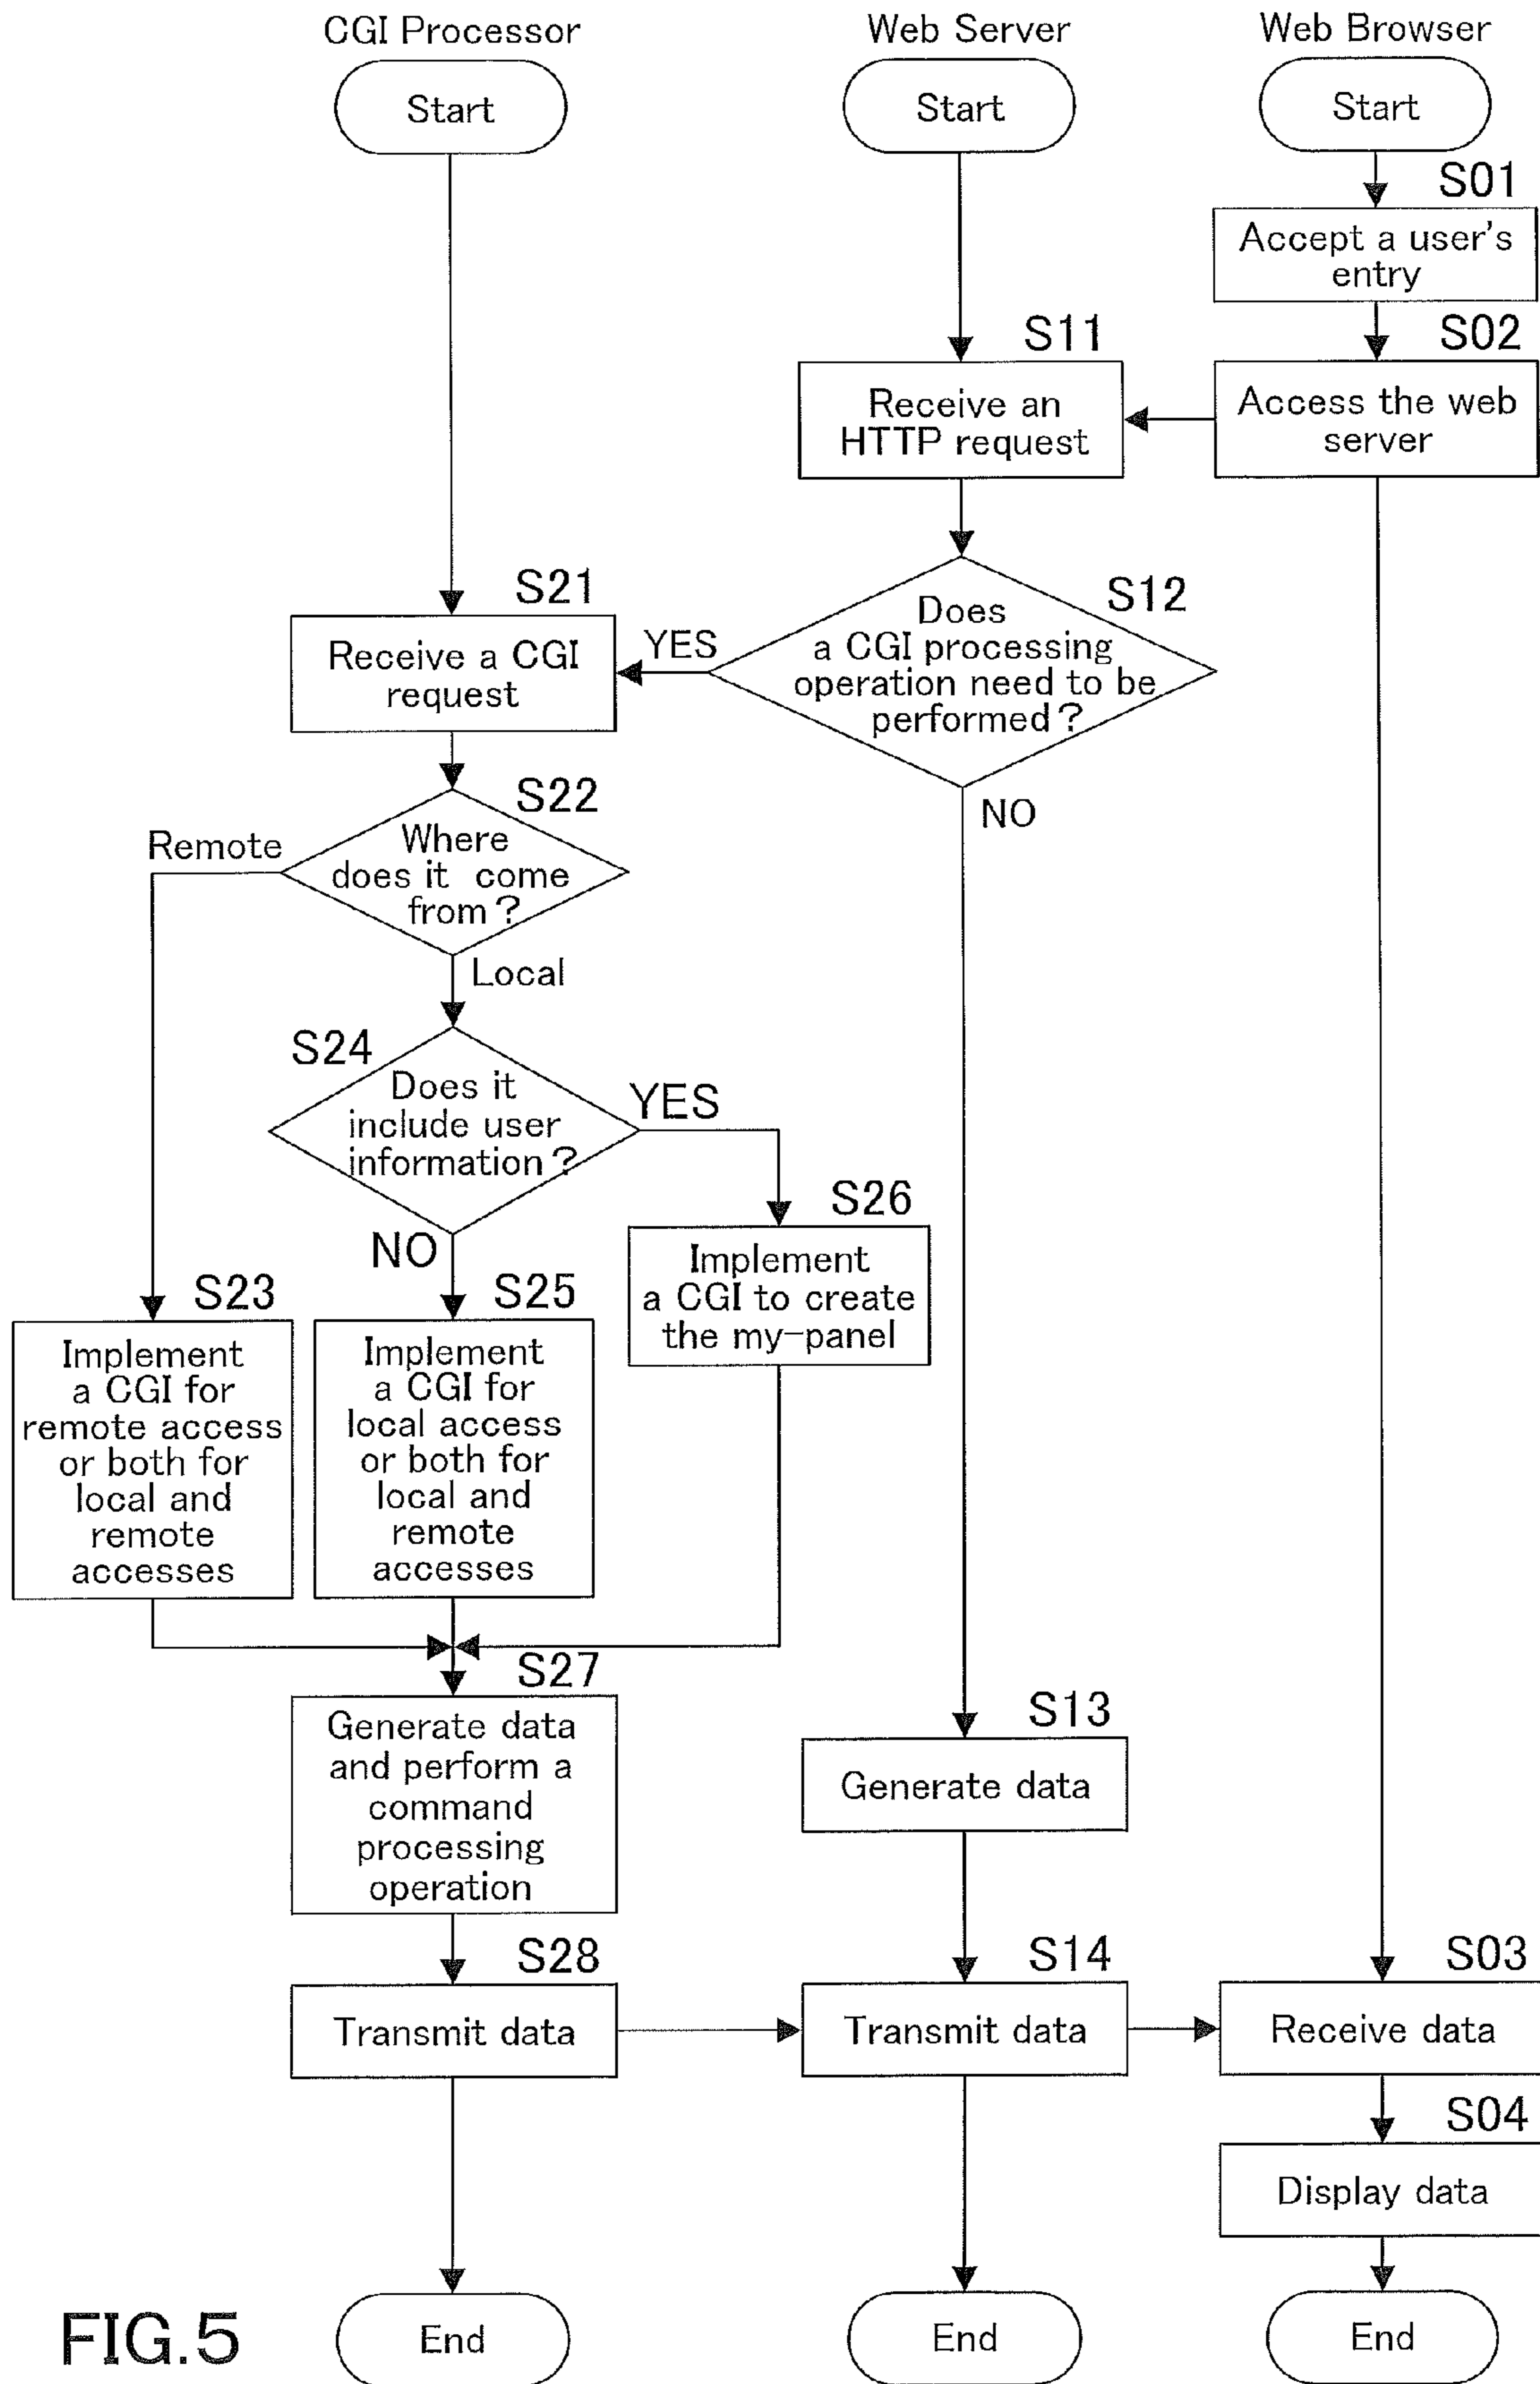 CGI Processor
Web Server
Web Browser
Start
Start
Start
S01
Accept a user's
entry
S02
Access the web
server
S11
Receive an
HTTP request
S12
Does
a CGI processing
operation need to be
performed?
YES
NO
S21
Receive a CGI
request
S22
Where
does it come
from?
Remote
Local
S24
Does it
include user
information?
YES
NO
S26
Implement
a CGI to create
the my-panel
S23
Implement
a CGI for
remote access
or both for
local and
remote
accesses
S25
Implement
a CGI for
local access
or both for
local and
remote
accesses
S27
Generate data
and perform a
command
processing
operation
S13
Generate data
S28
Transmit data
S14
Transmit data
S03
Receive data
S04
Display data
End
End
End
FIG.5